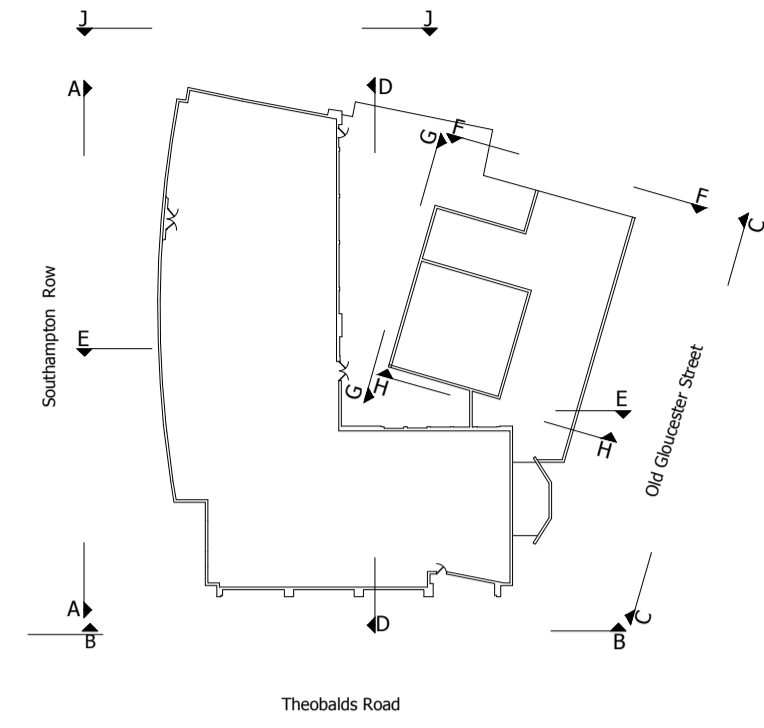 J
J
A
D
G
F
F
C
Southampton Row
E
G
H
E
H
Old Gloucester Street
A
B
D
C
B
Theobalds Road